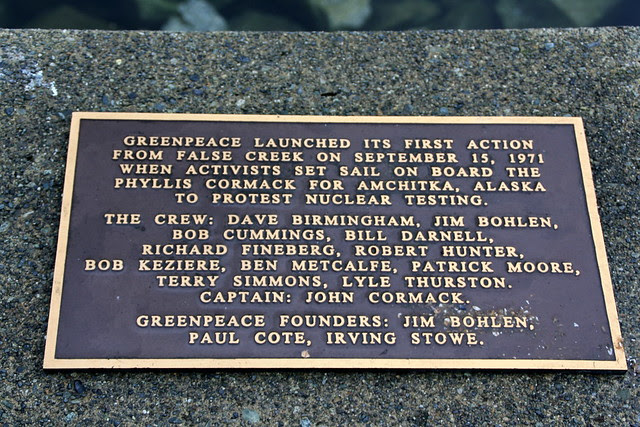 GREENPEACE LAUNCHED ITS FIRST ACTION
FROM FALSE CREEK ON SEPTEMBER 15, 1971
WHEN ACTIVISTS SET SAIL ON BOARD THE
PHYLLIS CORMACK FOR AMCHITKA, ALASKA
TO PROTEST NUCLEAR TESTING.
THE CREW: DAVE BIRMINGHAM, JIM BOHLEN,
BOB CUMMINGS, BILL DARNELL,
RICHARD FINEBERG, ROBERT HUNTER,
BOB KEZIERE, BEN METCALFE, PATRICK MOORE,
TERRY SIMMONS, LYLE THURSTON.
CAPTAIN: JOHN CORMACK.
GREENPEACE FOUNDERS: JIM BOHLEN,
PAUL COTE, IRVING STOWE.